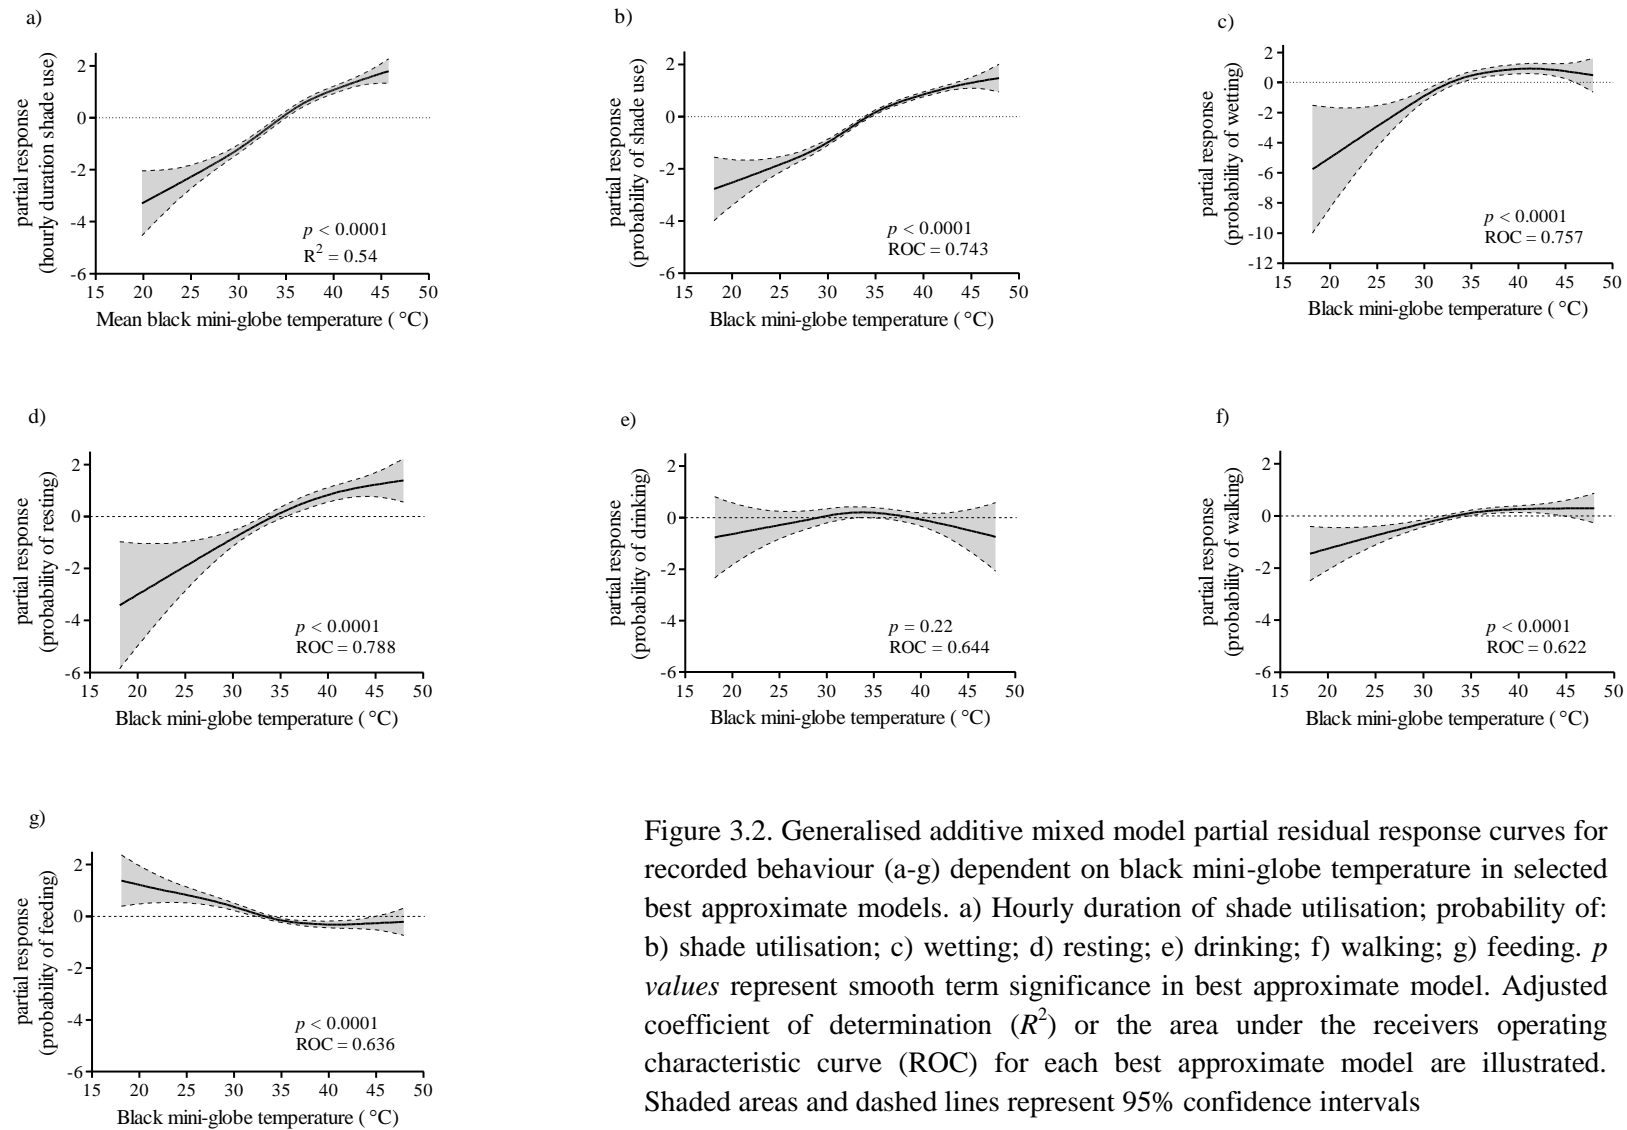 a)
partial response
(hourly duration shade use)
2
0
-2
-4
-6
p < 0.0001
R² = 0.54
15 20 25 30 35 40 45 50
Mean black mini-globe temperature ( °C)
b)
partial response
(probability of shade use)
2
0
-2
-4
-6
p < 0.0001
ROC = 0.743
15 20 25 30 35 40 45 50
Black mini-globe temperature ( °C)
c)
partial response
(probability of wetting)
2
0
-2
-4
-6
-8
-10
-12
p < 0.0001
ROC = 0.757
15 20 25 30 35 40 45 50
Black mini-globe temperature ( °C)
d)
partial response
(probability of resting)
2
0
-2
-4
-6
p < 0.0001
ROC = 0.788
15 20 25 30 35 40 45 50
Black mini-globe temperature ( °C)
e)
partial response
(probability of drinking)
2
0
-2
-4
-6
p = 0.22
ROC = 0.644
15 20 25 30 35 40 45 50
Black mini-globe temperature ( °C)
f)
partial response
(probability of walking)
2
0
-2
-4
-6
p < 0.0001
ROC = 0.622
15 20 25 30 35 40 45 50
Black mini-globe temperature ( °C)
g)
partial response
(probability of feeding)
2
0
-2
-4
-6
p < 0.0001
ROC = 0.636
15 20 25 30 35 40 45 50
Black mini-globe temperature ( °C)
Figure 3.2. Generalised additive mixed model partial residual response curves for
recorded behaviour (a-g) dependent on black mini-globe temperature in selected
best approximate models. a) Hourly duration of shade utilisation; probability of:
b) shade utilisation; c) wetting; d) resting; e) drinking; f) walking; g) feeding. p
values represent smooth term significance in best approximate model. Adjusted
coefficient of determination (R²) or the area under the receivers operating
characteristic curve (ROC) for each best approximate model are illustrated.
Shaded areas and dashed lines represent 95% confidence intervals